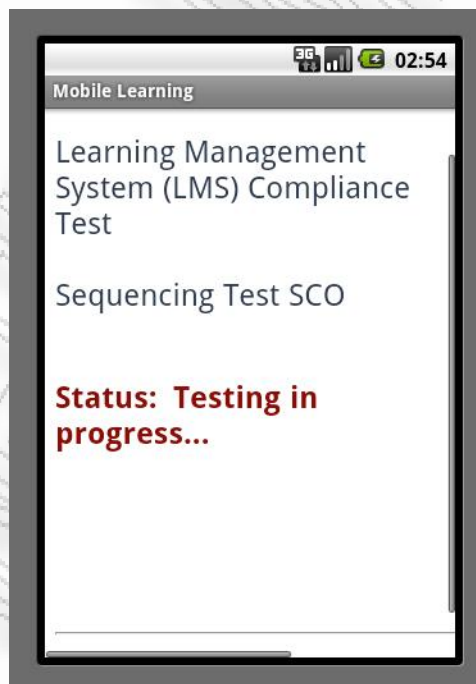 3G 02:54
Mobile Learning
Learning Management
System (LMS) Compliance
Test
Sequencing Test SCO
Status: Testing in
progress...